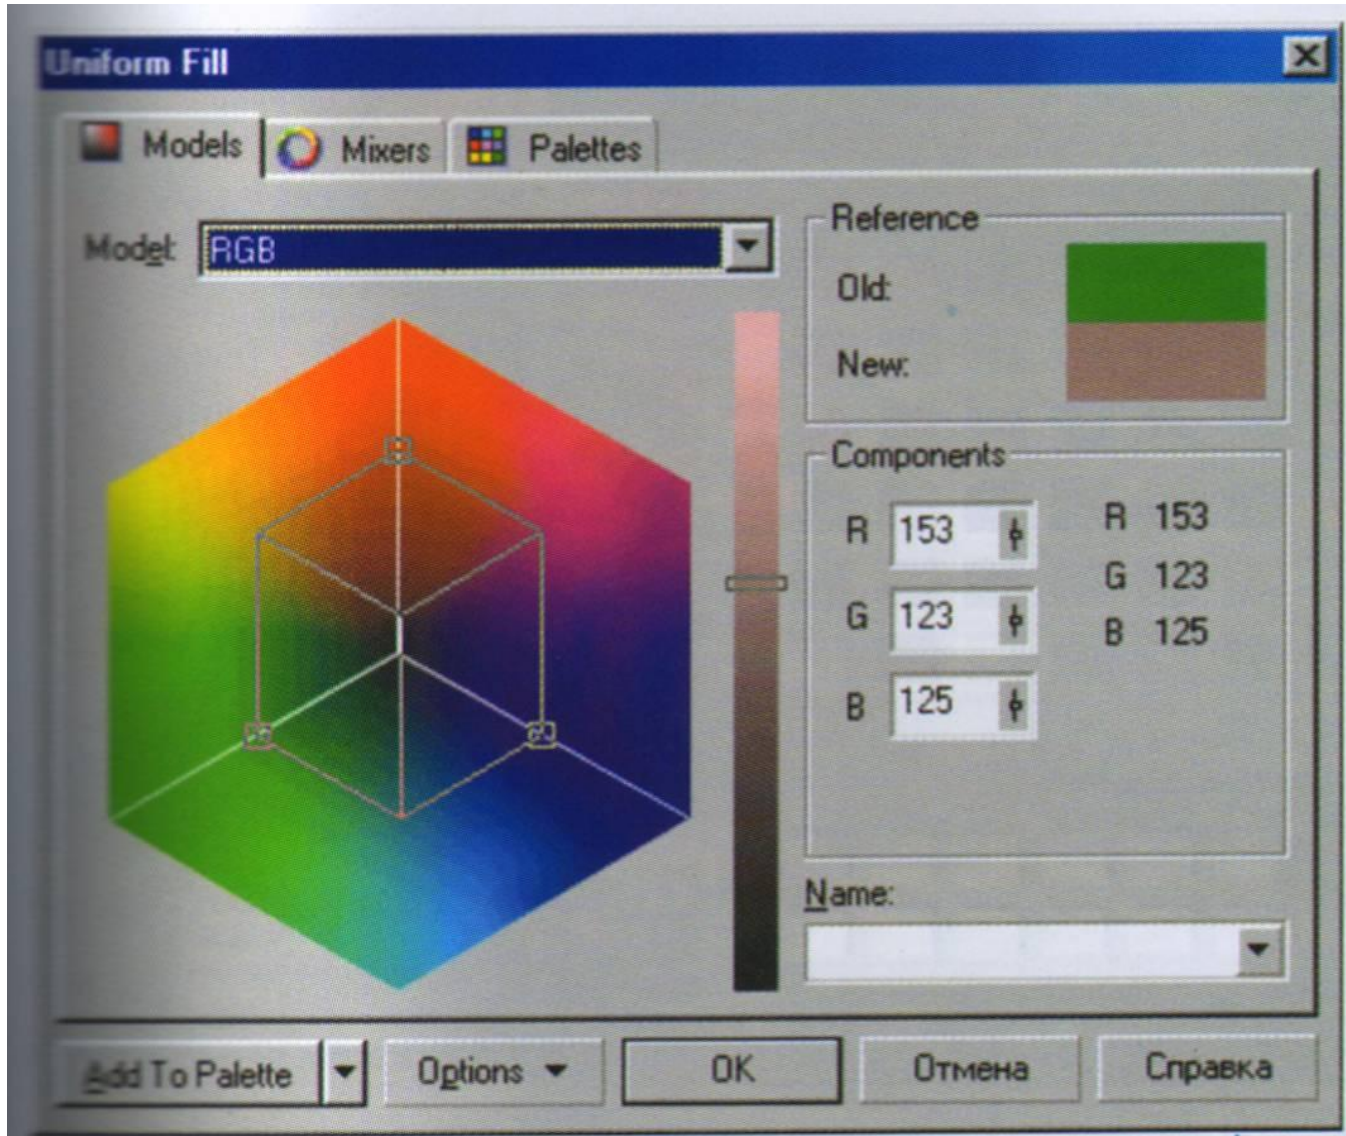 Uniform Fill
Models Mixers Palettes
Model: RGB
Reference
Old:
New:
Components
R 153 R 153
G 123 G 123
B 125 B 125
Name:
Add To Palette Options OK Отмена Справка